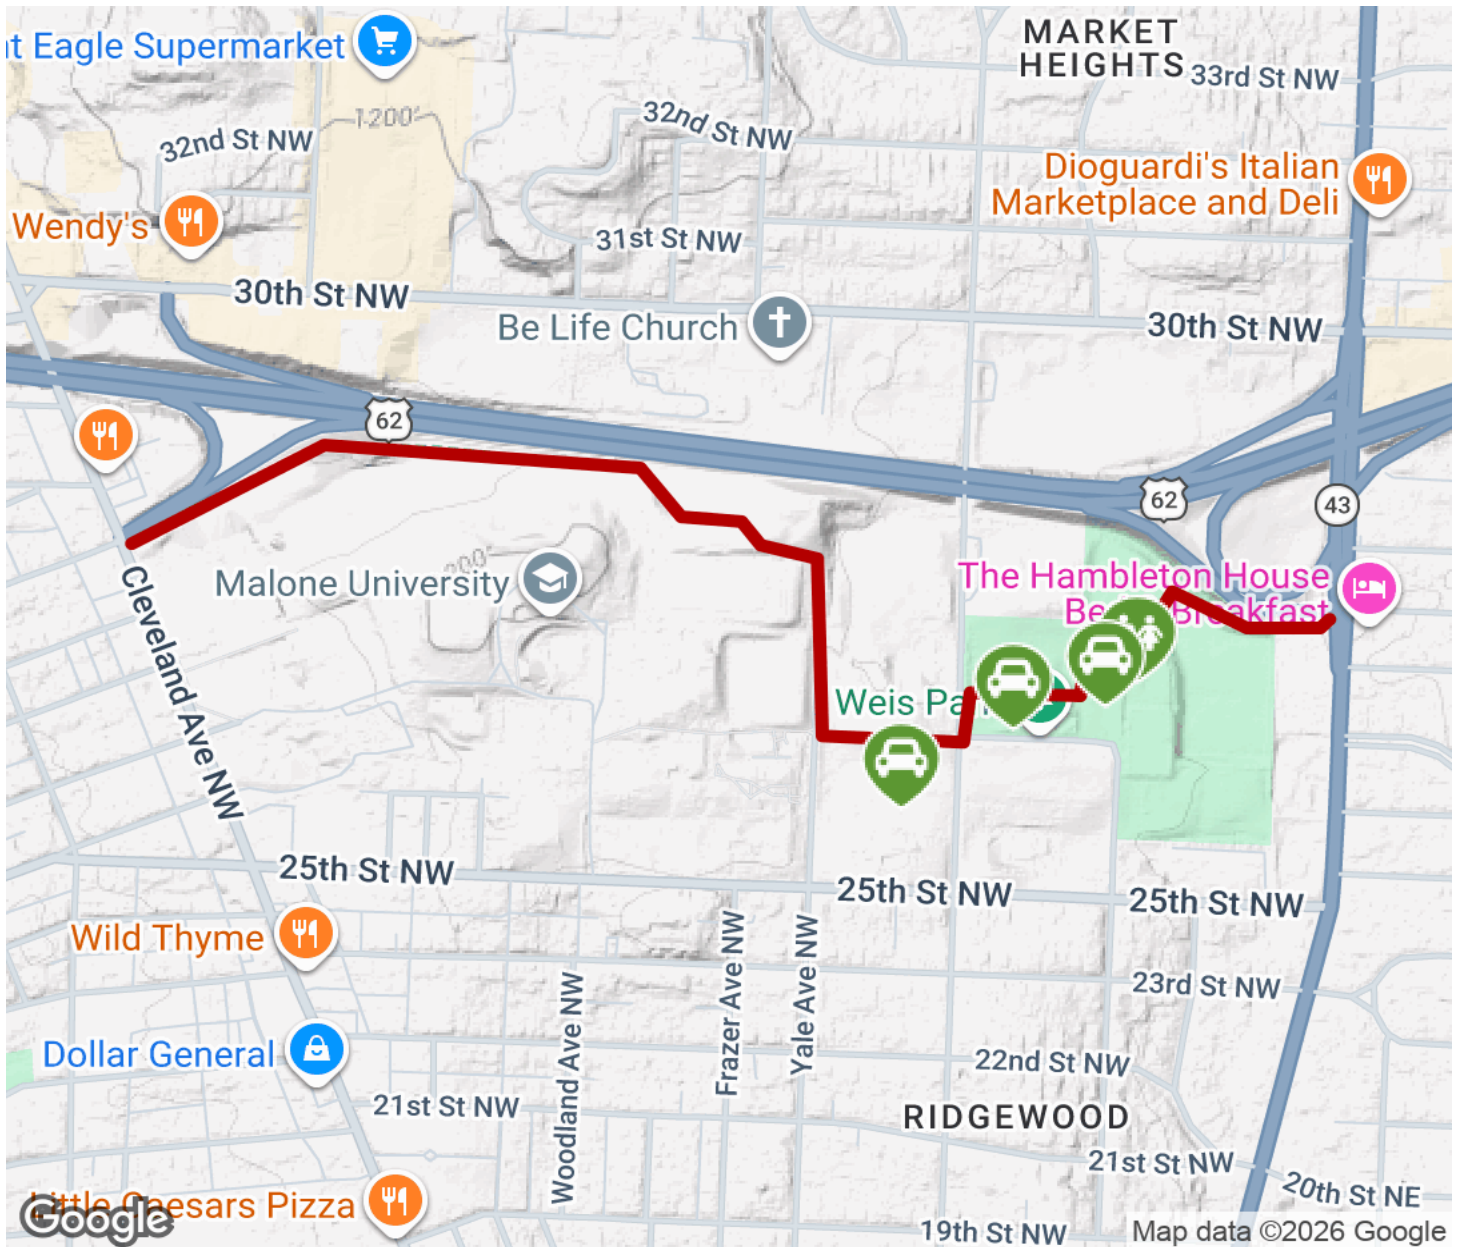 MARKET
HEIGHTS
t Eagle Supermarket
33rd St NW
1200'
32nd St NW
32nd St NW
Dioguardi's Italian
Marketplace and Deli
Wendy's
31st St NW
30th St NW
Be Life Church
30th St NW
62
62
43
Malone University
The Hambleton House
Weis
Cleveland Ave NW
25th St NW
25th St NW
25th St NW
Wild Thyme
23rd St NW
Frazer Ave NW
Yale Ave NW
Woodland Ave NW
Dollar General
22nd St NW
21st St NW
RIDGEWOOD
21st St NW
20th St NE
Little Caesars Pizza
Google
19th St NW
Map data ©2026 Google